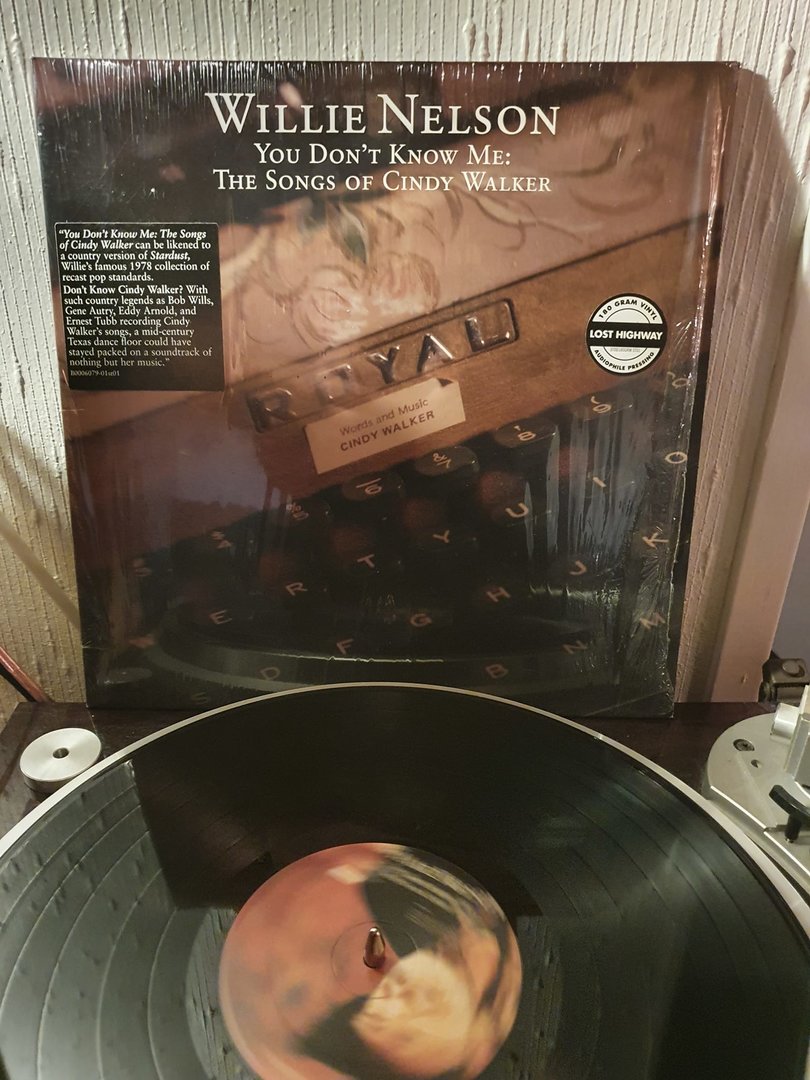 WILLIE NELSON
YOU DON'T KNOW ME:
THE SONGS OF CINDY WALKER
"You Don't Know Me: The Songs
of Cindy Walker can be likened to
a country version of Stardust,
Willie's famous 1978 collection of
recast pop standards.
Don't Know Cindy Walker? With
such country legends as Bob Wills,
Gene Autry, Eddy Arnold, and
Ernest Tubb recording Cindy
Walker's songs, a mid-century
Texas dance floor could have
stayed packed on a soundtrack of
nothing but her music."
B0006079-01st01
180 GRAM VINYL
LOST HIGHWAY
AUDIOPHILE PRESSING
ROYAL
Words and Music
CINDY WALKER
8 9
E R T Y U I O
D F G H J K
B N M